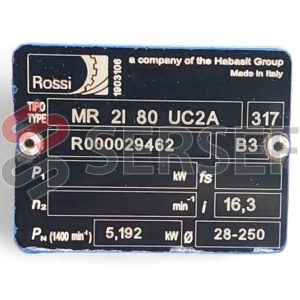 Rossi
1903106
a company of the Habasit Group
Made in Italy
TIPO
TYPE MR 2I 80 UC2A 317
R000029462 B3
P1 kW fs
n2 min-1 i 16,3
PN (1400 min-1) 5,192 kW Ø 28-250
SERSEF